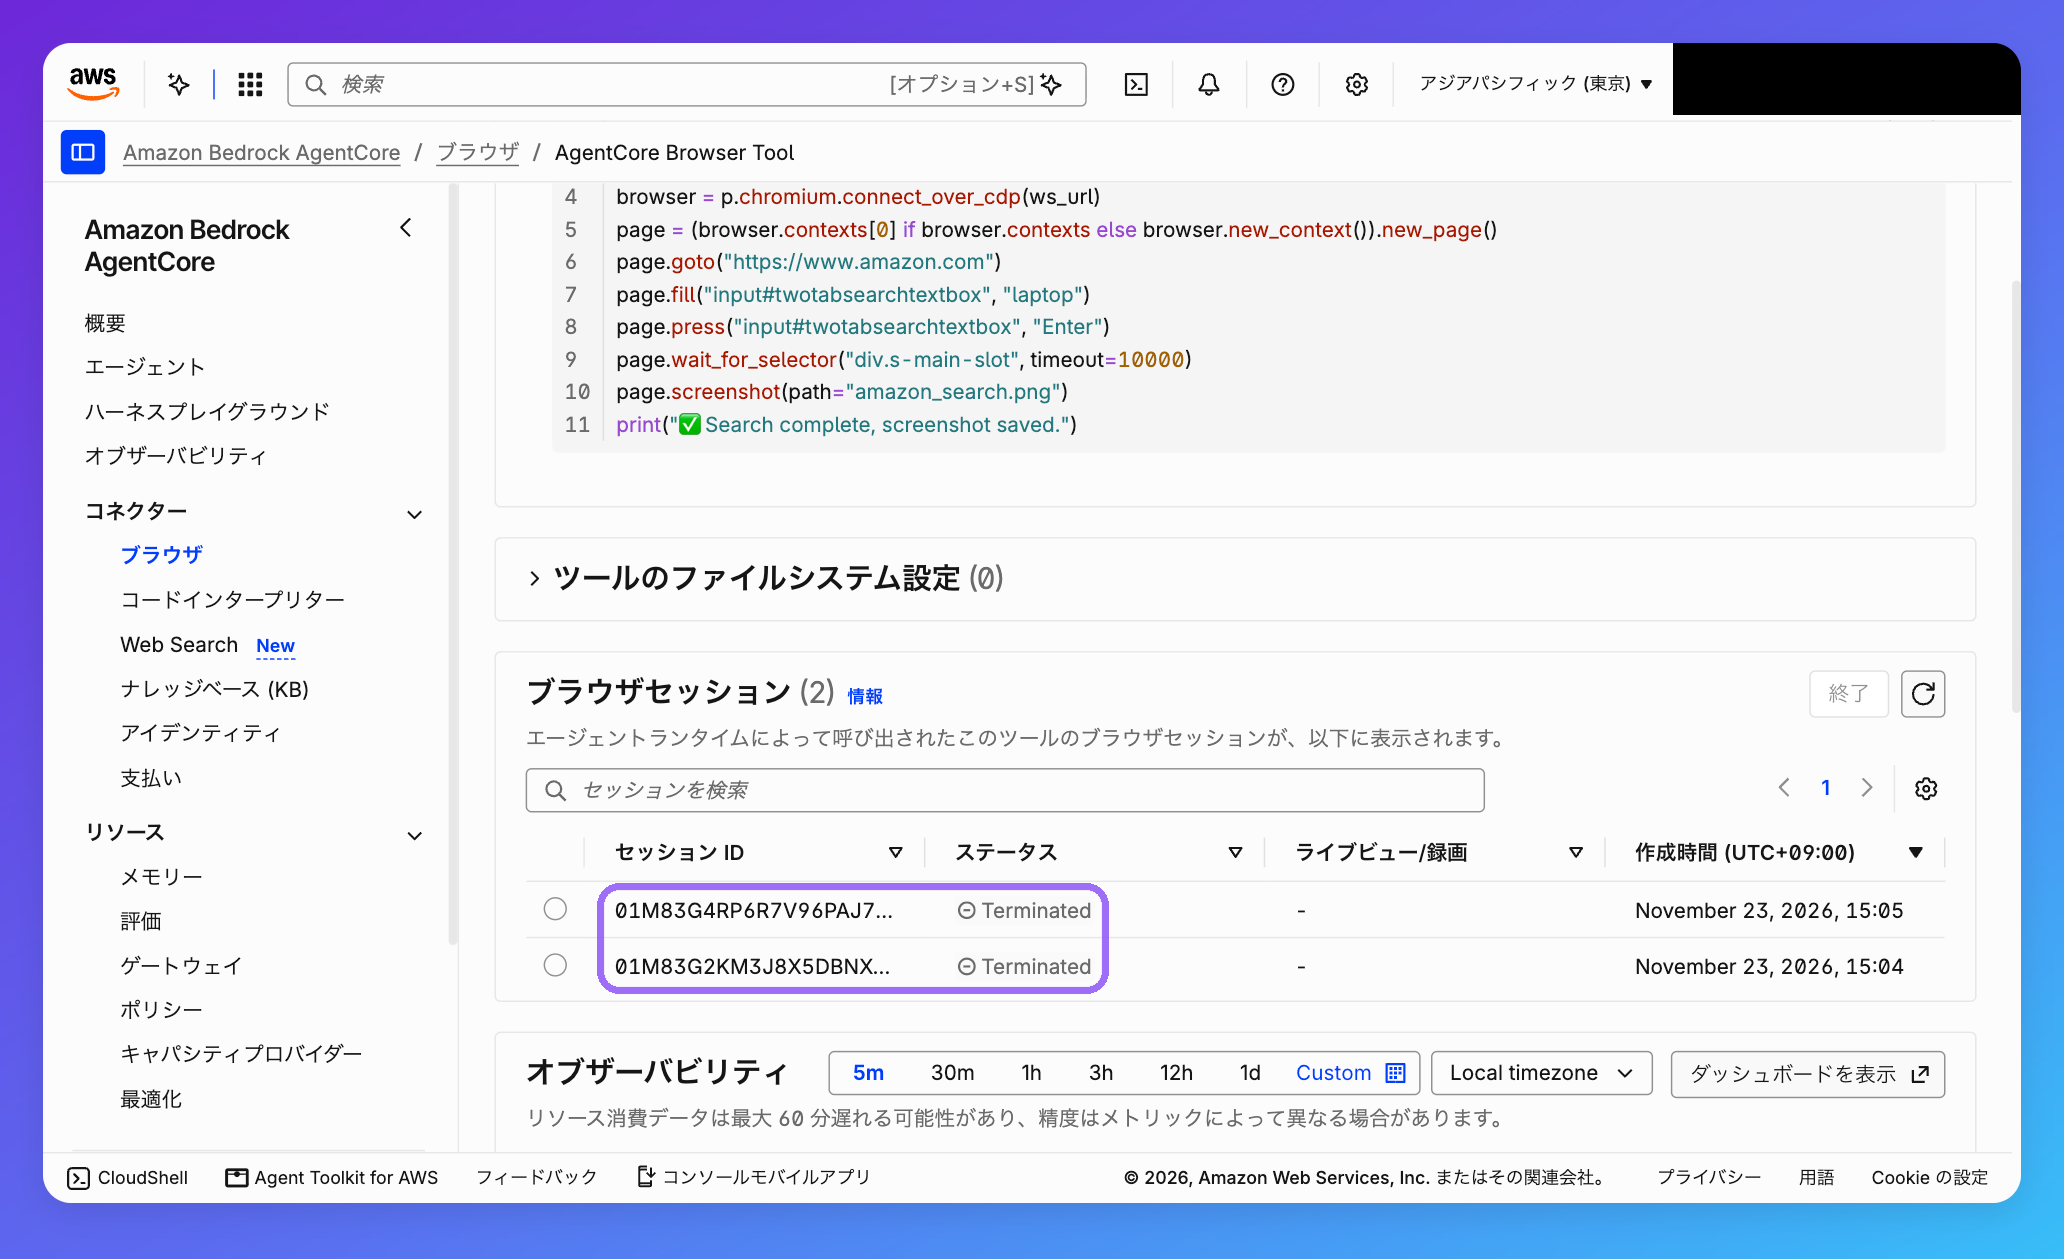 aws
検索 [オプション+S]
アジアパシフィック (東京) ▼
Amazon Bedrock AgentCore / ブラウザ / AgentCore Browser Tool
Amazon Bedrock
AgentCore
概要
エージェント
ハーネスプレイグラウンド
オブザーバビリティ
コネクター
ブラウザ
コードインタープリター
Web Search New
ナレッジベース (KB)
アイデンティティ
支払い
リソース
メモリー
評価
ゲートウェイ
ポリシー
キャパシティプロバイダー
最適化
4 browser = p.chromium.connect_over_cdp(ws_url)
5 page = (browser.contexts[0] if browser.contexts else browser.new_context()).new_page()
6 page.goto("https://www.amazon.com")
7 page.fill("input#twotabsearchtextbox", "laptop")
8 page.press("input#twotabsearchtextbox", "Enter")
9 page.wait_for_selector("div.s-main-slot", timeout=10000)
10 page.screenshot(path="amazon_search.png")
11 print("✅ Search complete, screenshot saved.")
ツールのファイルシステム設定 (0)
ブラウザセッション (2) 情報
終了
エージェントランタイムによって呼び出されたこのツールのブラウザセッションが、以下に表示されます。
セッションを検索
1
セッション ID ステータス ライブビュー/録画 作成時間 (UTC+09:00)
01M83G4RP6R7V96PAJ7... Terminated - November 23, 2026, 15:05
01M83G2KM3J8X5DBNX... Terminated - November 23, 2026, 15:04
オブザーバビリティ 5m 30m 1h 3h 12h 1d Custom Local timezone ダッシュボードを表示
リソース消費データは最大 60 分遅れる可能性があり、精度はメトリックによって異なる場合があります。
CloudShell Agent Toolkit for AWS フィードバック コンソールモバイルアプリ © 2026, Amazon Web Services, Inc. またはその関連会社。 プライバシー 用語 Cookie の設定